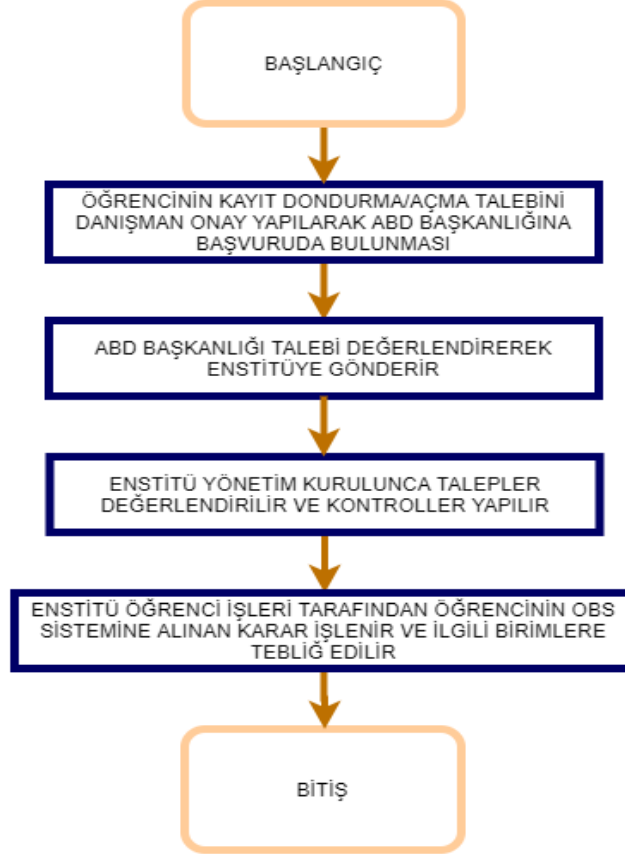 BAŞLANGIÇ
ÖĞRENCİNİN KAYIT DONDURMA/AÇMA TALEBİNİ
DANIŞMAN ONAY YAPILARAK ABD BAŞKANLIĞINA
BAŞVURUDA BULUNMASI
ABD BAŞKANLIĞI TALEBİ DEĞERLENDİREREK
ENSTİTÜYE GÖNDERİR
ENSTİTÜ YÖNETİM KURULUNCA TALEPLER
DEĞERLENDİRİLİR VE KONTROLLER YAPILIR
ENSTİTÜ ÖĞRENCİ İŞLERİ TARAFINDAN ÖĞRENCİNİN OBS
SİSTEMİNE ALINAN KARAR İŞLENİR VE İLGİLİ BİRİMLERE
TEBLİĞ EDİLİR
BİTİŞ